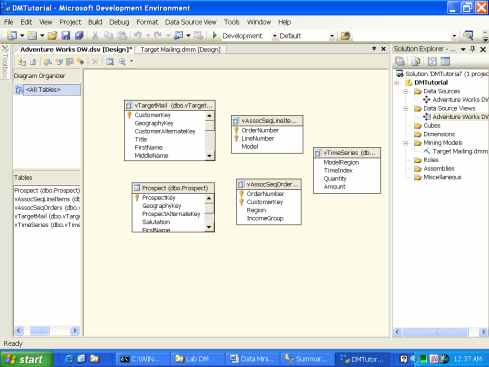 DMTutorial - Microsoft Development Environment
File Edit View Project Build Debug Format Data Source View Tools Window Help
Development Default
Adventure Works DW.dsv [Design]* Target Mailing.dmm [Design]
Solution Explorer - ...
Toolbox
Diagram Organizer
<All Tables>
Tables
Prospect (dbo.Prospect)
vAssocSeqLineItems (db
vAssocSeqOrders (dbo.v
vTargetMail (dbo.vTarg
vTimeSeries (dbo.vTime
vTargetMail (dbo.vTarget...
CustomerKey
GeographyKey
CustomerAlternateKey
Title
FirstName
MiddleName
vAssocSeqLineIte...
OrderNumber
LineNumber
Model
vTimeSeries (db...
ModelRegion
TimeIndex
Quantity
Amount
Prospect (dbo.Prospect)
ProspectKey
GeographyKey
ProspectAlternateKey
Salutation
FirstName
vAssocSeqOrder...
OrderNumber
CustomerKey
Region
IncomeGroup
Solution 'DMTutorial' (1 proj
DMTutorial
Data Sources
Adventure Works DW
Data Source Views
Adventure Works DW
Cubes
Dimensions
Mining Models
Target Mailing.dmm
Roles
Assemblies
Miscellaneous
Ready
start
C:\WIN...
Lab DM
Data Mini...
Summar...
DMTutor...
12:37 AM